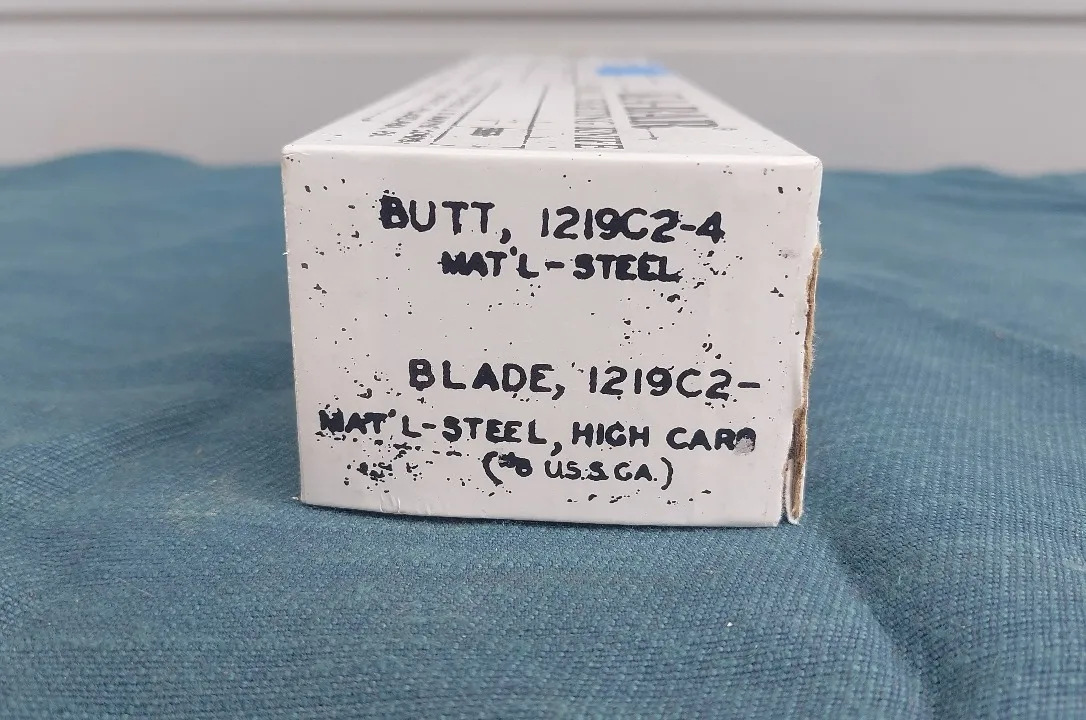 BUTT, 1219C2-4
MAT'L-STEEL
BLADE, 1219C2-
MAT'L-STEEL, HIGH CARB
(#8 U.S.S. GA.)